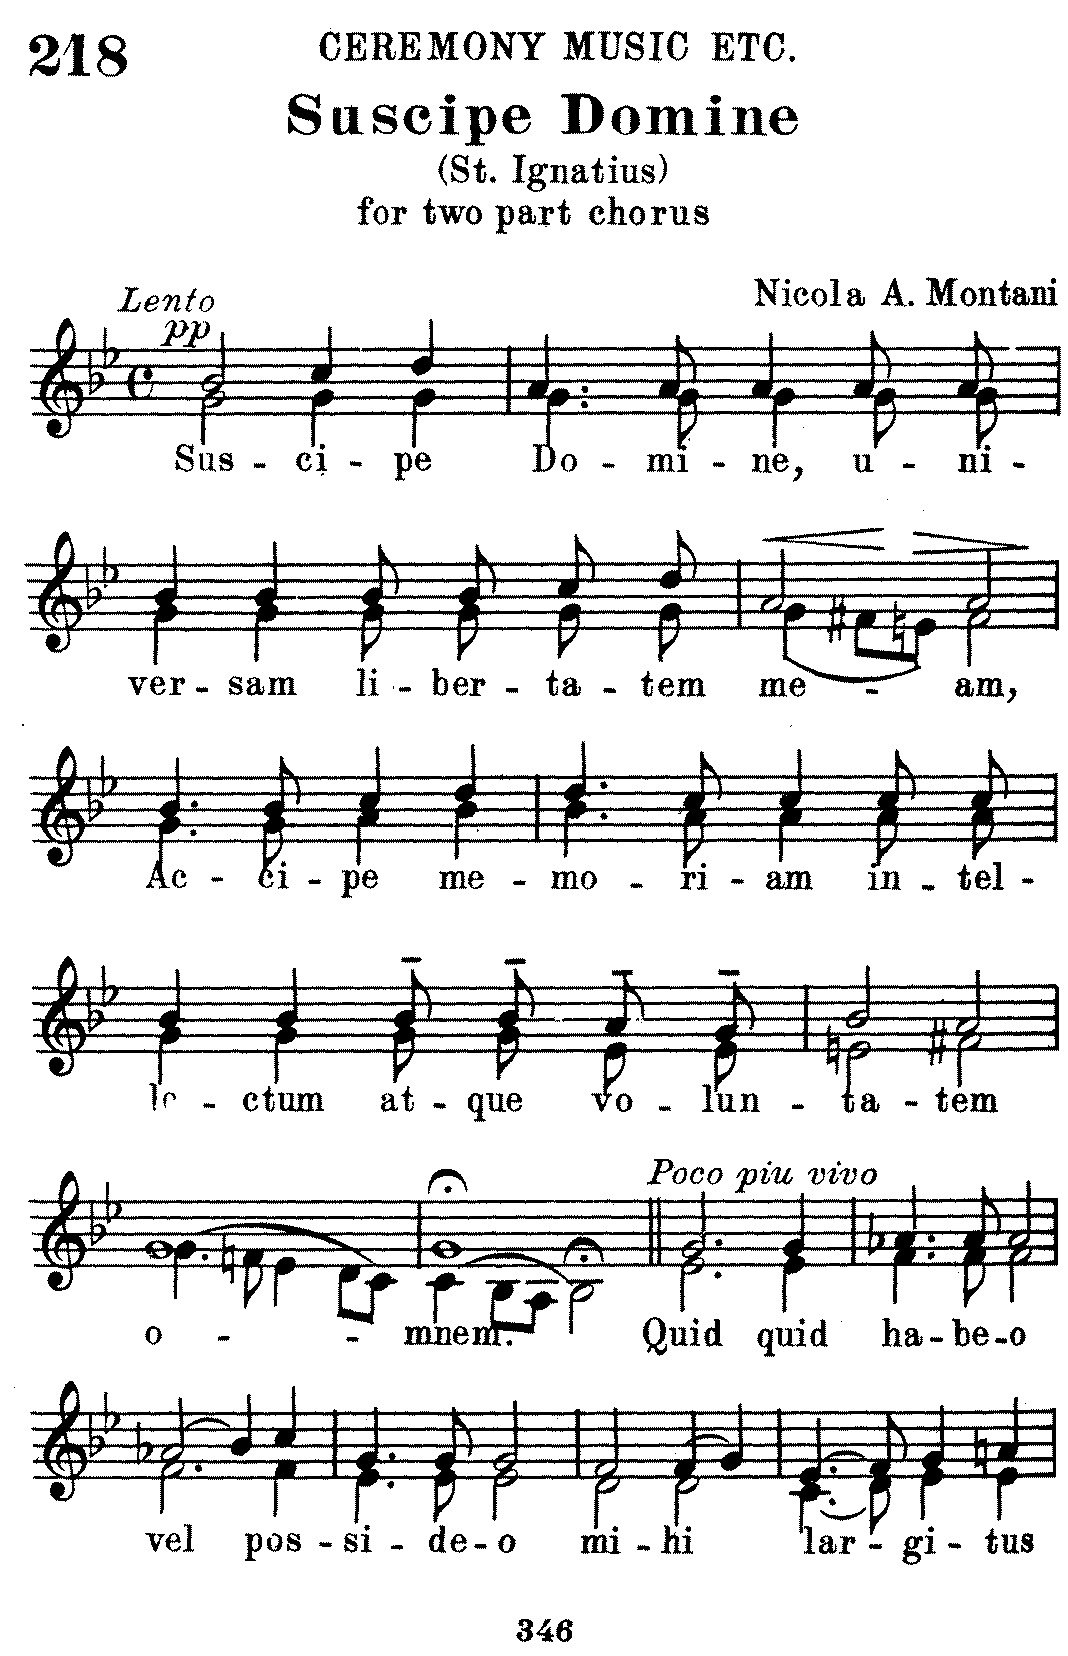 218 CEREMONY MUSIC ETC.
Suscipe Domine
(St. Ignatius)
for two part chorus
Nicola A. Montani
Lento
pp
Sus - ci - pe Do - mi - ne, u - ni -
ver - sam li - ber - ta - tem me - am,
Ac - ci - pe me - mo - ri - am in - tel -
le - ctum at - que vo - lun - ta - tem
Poco piu vivo
o - - mnem. Quid quid ha - be - o
vel pos - si - de - o mi - hi lar - gi - tus
346